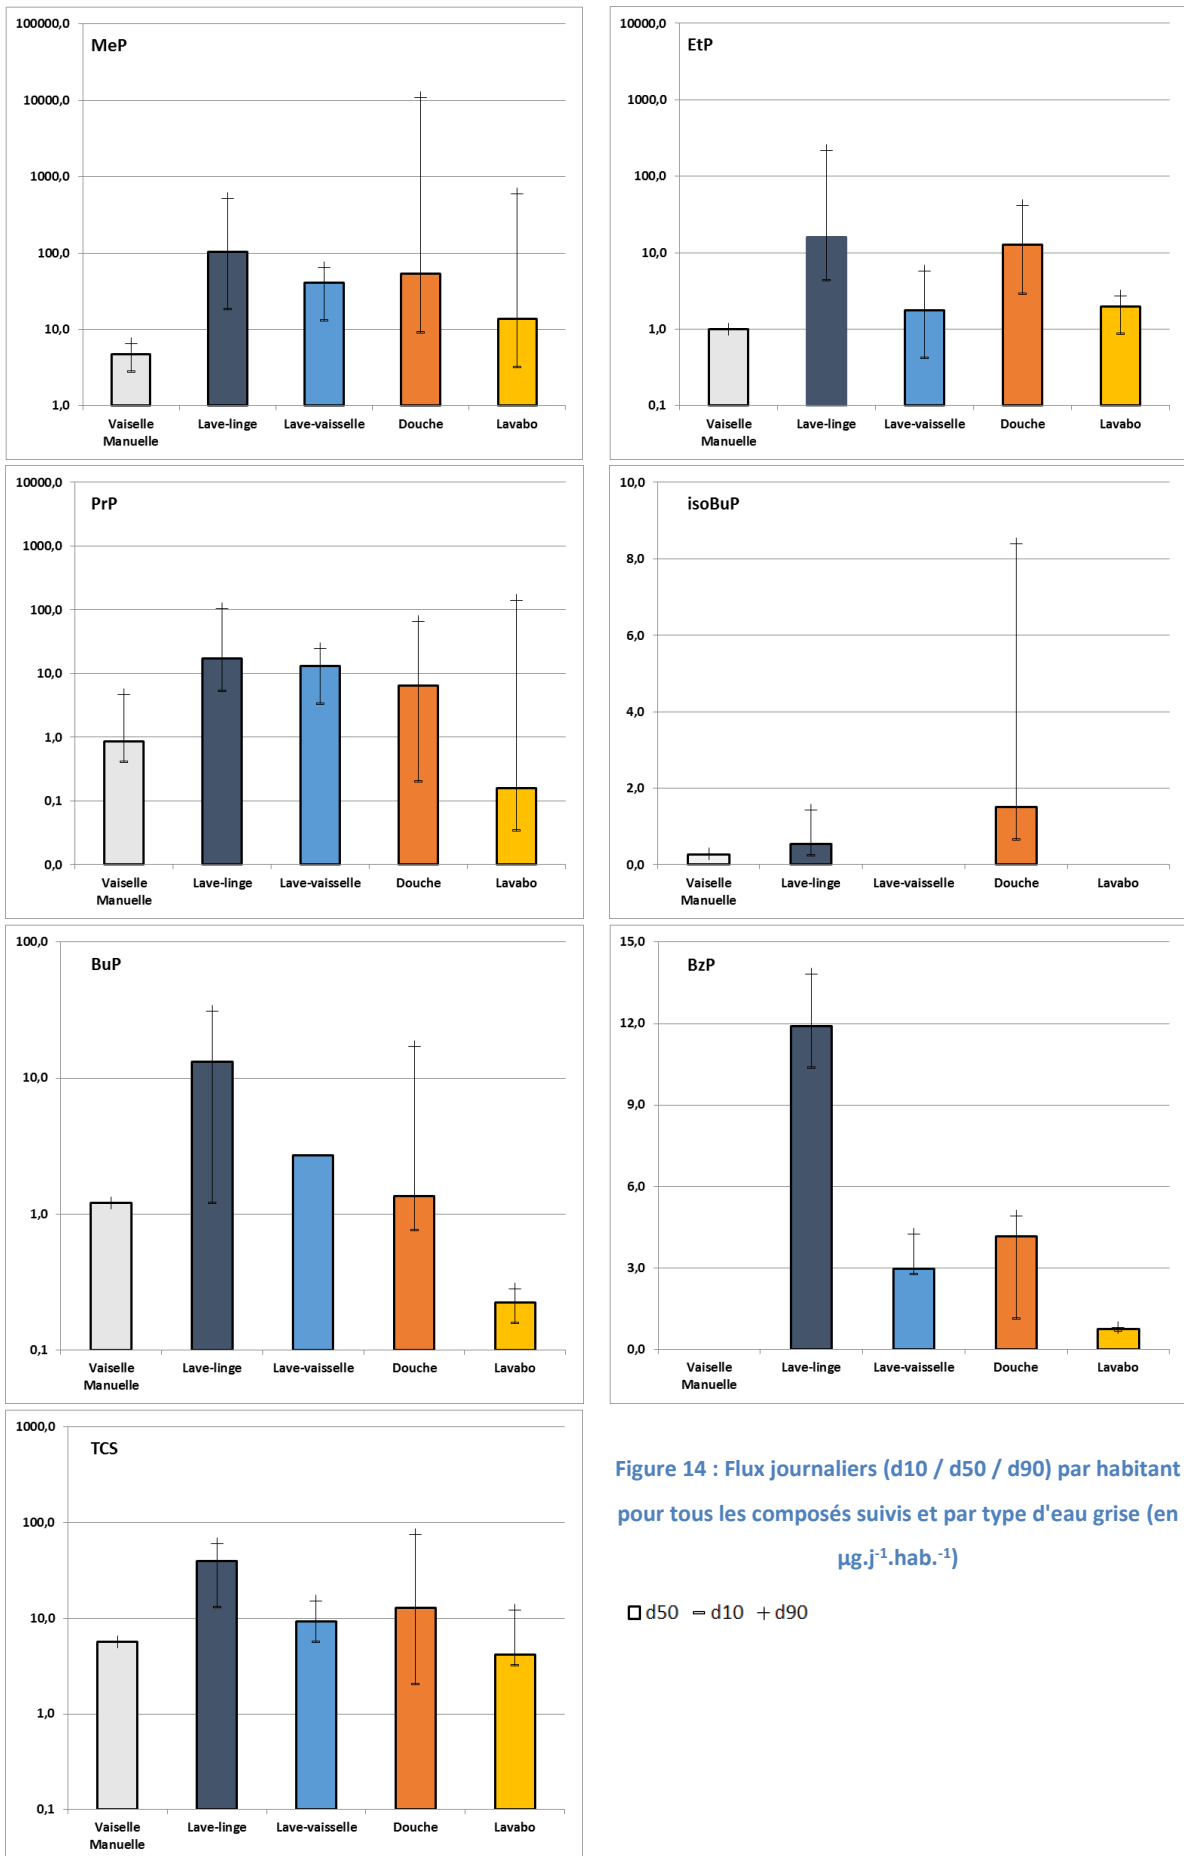 MeP
100000,0
10000,0
1000,0
100,0
10,0
1,0
Vaiselle Manuelle
Lave-linge
Lave-vaisselle
Douche
Lavabo
EtP
10000,0
1000,0
100,0
10,0
1,0
0,1
Vaiselle Manuelle
Lave-linge
Lave-vaisselle
Douche
Lavabo
PrP
10000,0
1000,0
100,0
10,0
1,0
0,1
0,0
Vaiselle Manuelle
Lave-linge
Lave-vaisselle
Douche
Lavabo
isoBuP
10,0
8,0
6,0
4,0
2,0
0,0
Vaiselle Manuelle
Lave-linge
Lave-vaisselle
Douche
Lavabo
BuP
100,0
10,0
1,0
0,1
Vaiselle Manuelle
Lave-linge
Lave-vaisselle
Douche
Lavabo
BzP
15,0
12,0
9,0
6,0
3,0
0,0
Vaiselle Manuelle
Lave-linge
Lave-vaisselle
Douche
Lavabo
TCS
1000,0
100,0
10,0
1,0
0,1
Vaiselle Manuelle
Lave-linge
Lave-vaisselle
Douche
Lavabo
Figure 14 : Flux journaliers (d10 / d50 / d90) par habitant
pour tous les composés suivis et par type d'eau grise (en
µg.j⁻¹.hab.⁻¹)
d50 d10 d90